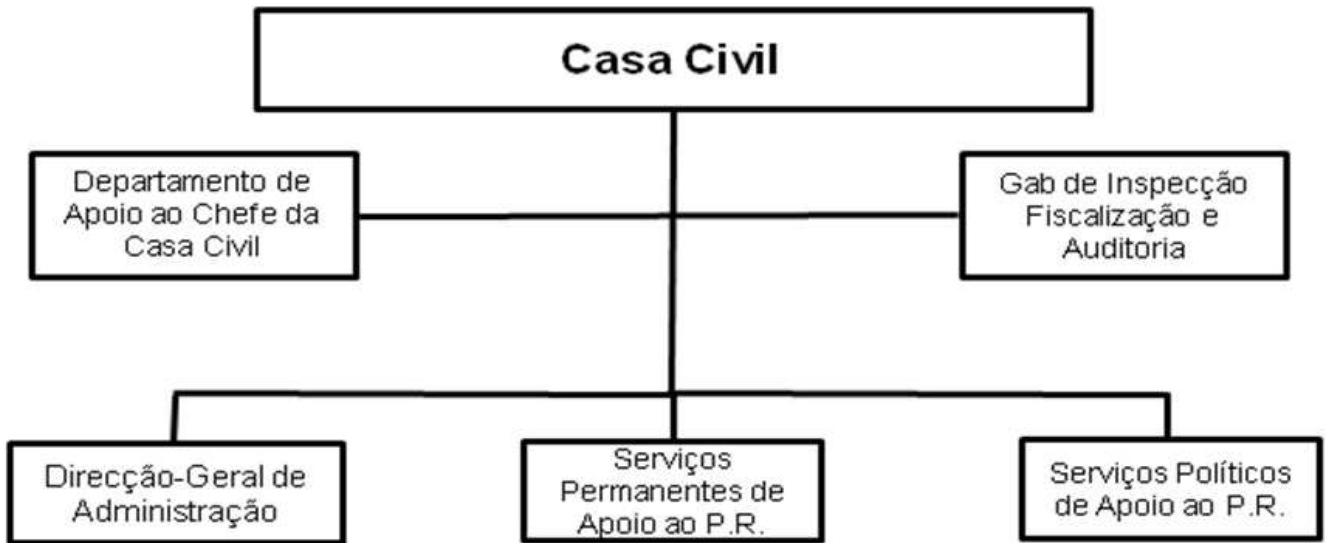 Casa Civil
Departamento de
Apoio ao Chefe da
Casa Civil
Gab de Inspecção
Fiscalização e
Auditoria
Direcção-Geral de
Administração
Serviços
Permanentes de
Apoio ao P.R.
Serviços Políticos
de Apoio ao P.R.